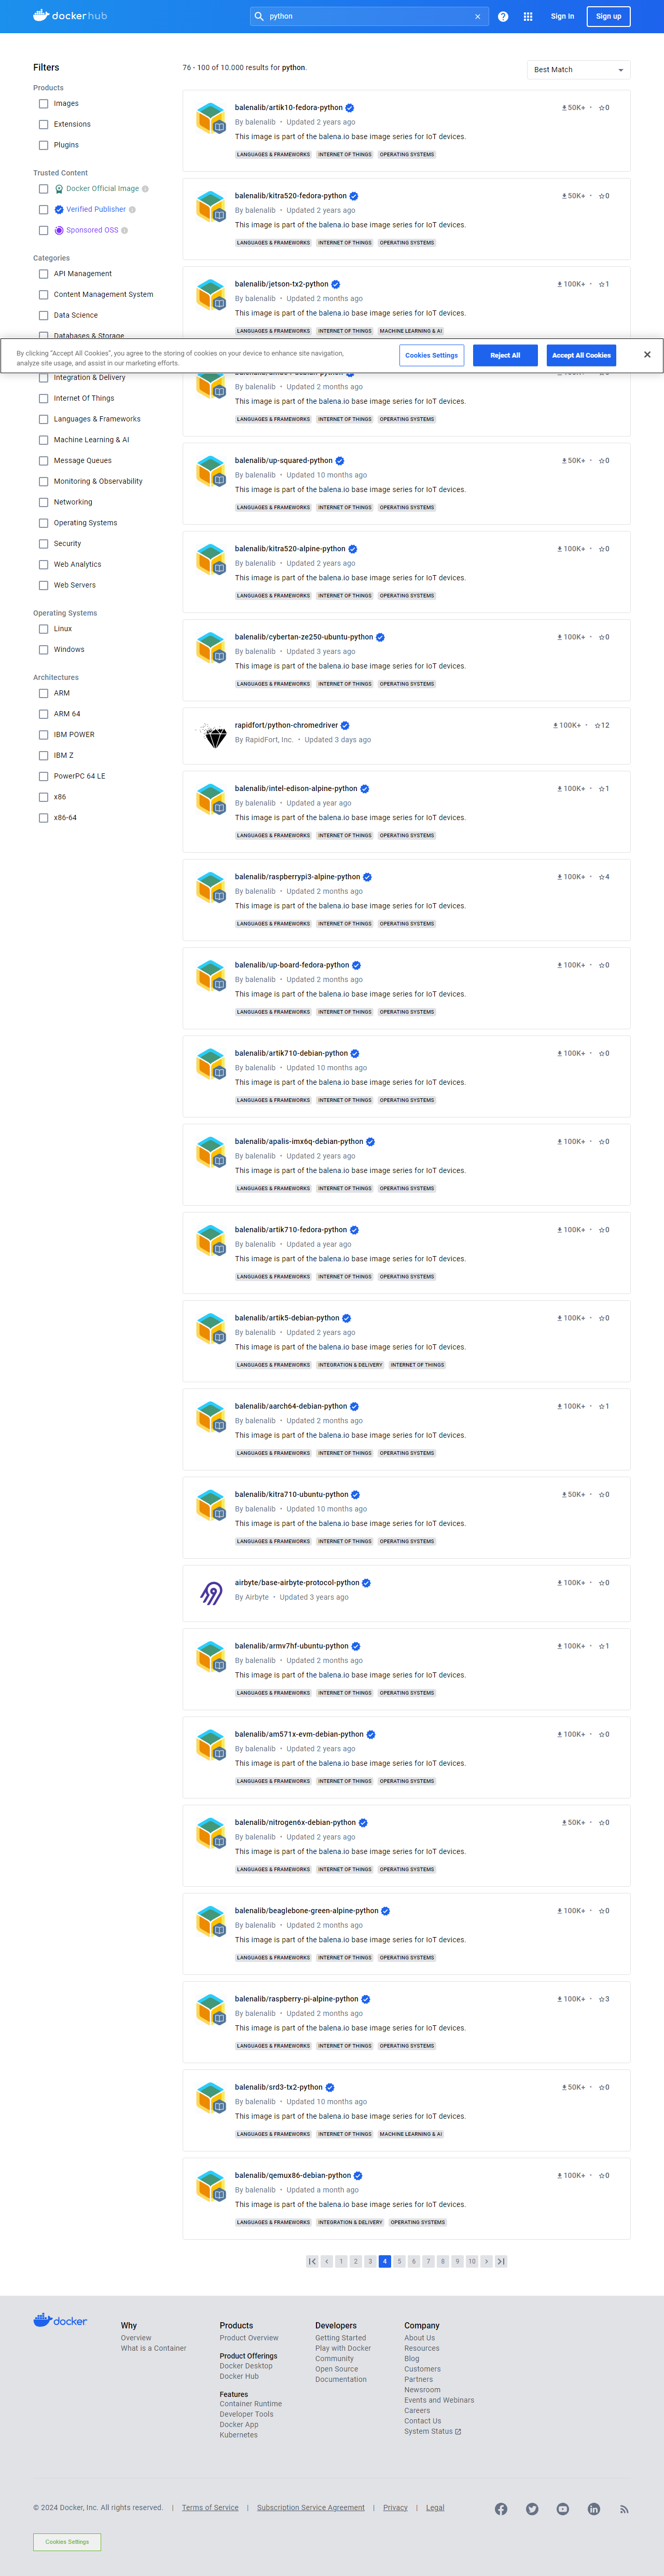 dockerhub
python
Sign In
Sign up
Filters
Products
Images
Extensions
Plugins
Trusted Content
Docker Official Image
Verified Publisher
Sponsored OSS
Categories
API Management
Content Management System
Data Science
Databases & Storage
By clicking "Accept All Cookies", you agree to the storing of cookies on your device to enhance site navigation,
analyze site usage, and assist in our marketing efforts.
Cookies Settings
Reject All
Accept All Cookies
Integration & Delivery
Internet Of Things
Languages & Frameworks
Machine Learning & AI
Message Queues
Monitoring & Observability
Networking
Operating Systems
Security
Web Analytics
Web Servers
Operating Systems
Linux
Windows
Architectures
ARM
ARM 64
IBM POWER
IBM Z
PowerPC 64 LE
x86
x86-64
76 - 100 of 10.000 results for python.
Best Match
balenalib/artik10-fedora-python 50K+ · 0
By balenalib • Updated 2 years ago
This image is part of the balena.io base image series for IoT devices.
LANGUAGES & FRAMEWORKS INTERNET OF THINGS OPERATING SYSTEMS
balenalib/kitra520-fedora-python 50K+ · 0
By balenalib • Updated 2 years ago
This image is part of the balena.io base image series for IoT devices.
LANGUAGES & FRAMEWORKS INTERNET OF THINGS OPERATING SYSTEMS
balenalib/jetson-tx2-python 100K+ · 1
By balenalib • Updated 2 months ago
This image is part of the balena.io base image series for IoT devices.
LANGUAGES & FRAMEWORKS INTERNET OF THINGS MACHINE LEARNING & AI
By balenalib • Updated 2 months ago
This image is part of the balena.io base image series for IoT devices.
LANGUAGES & FRAMEWORKS INTERNET OF THINGS OPERATING SYSTEMS
balenalib/up-squared-python 50K+ · 0
By balenalib • Updated 10 months ago
This image is part of the balena.io base image series for IoT devices.
LANGUAGES & FRAMEWORKS INTERNET OF THINGS OPERATING SYSTEMS
balenalib/kitra520-alpine-python 100K+ · 0
By balenalib • Updated 2 years ago
This image is part of the balena.io base image series for IoT devices.
LANGUAGES & FRAMEWORKS INTERNET OF THINGS OPERATING SYSTEMS
balenalib/cybertan-ze250-ubuntu-python 100K+ · 0
By balenalib • Updated 3 years ago
This image is part of the balena.io base image series for IoT devices.
LANGUAGES & FRAMEWORKS INTERNET OF THINGS OPERATING SYSTEMS
rapidfort/python-chromedriver 100K+ · 12
By RapidFort, Inc. • Updated 3 days ago
balenalib/intel-edison-alpine-python 100K+ · 1
By balenalib • Updated a year ago
This image is part of the balena.io base image series for IoT devices.
LANGUAGES & FRAMEWORKS INTERNET OF THINGS OPERATING SYSTEMS
balenalib/raspberrypi3-alpine-python 100K+ · 4
By balenalib • Updated 2 months ago
This image is part of the balena.io base image series for IoT devices.
LANGUAGES & FRAMEWORKS INTERNET OF THINGS OPERATING SYSTEMS
balenalib/up-board-fedora-python 100K+ · 0
By balenalib • Updated 2 months ago
This image is part of the balena.io base image series for IoT devices.
LANGUAGES & FRAMEWORKS INTERNET OF THINGS OPERATING SYSTEMS
balenalib/artik710-debian-python 100K+ · 0
By balenalib • Updated 10 months ago
This image is part of the balena.io base image series for IoT devices.
LANGUAGES & FRAMEWORKS INTERNET OF THINGS OPERATING SYSTEMS
balenalib/apalis-imx6q-debian-python 100K+ · 0
By balenalib • Updated 2 years ago
This image is part of the balena.io base image series for IoT devices.
LANGUAGES & FRAMEWORKS INTERNET OF THINGS OPERATING SYSTEMS
balenalib/artik710-fedora-python 100K+ · 0
By balenalib • Updated a year ago
This image is part of the balena.io base image series for IoT devices.
LANGUAGES & FRAMEWORKS INTERNET OF THINGS OPERATING SYSTEMS
balenalib/artik5-debian-python 100K+ · 0
By balenalib • Updated 2 years ago
This image is part of the balena.io base image series for IoT devices.
LANGUAGES & FRAMEWORKS INTEGRATION & DELIVERY INTERNET OF THINGS
balenalib/aarch64-debian-python 100K+ · 1
By balenalib • Updated 2 months ago
This image is part of the balena.io base image series for IoT devices.
LANGUAGES & FRAMEWORKS INTERNET OF THINGS OPERATING SYSTEMS
balenalib/kitra710-ubuntu-python 50K+ · 0
By balenalib • Updated 10 months ago
This image is part of the balena.io base image series for IoT devices.
LANGUAGES & FRAMEWORKS INTERNET OF THINGS OPERATING SYSTEMS
airbyte/base-airbyte-protocol-python 100K+ · 0
By Airbyte • Updated 3 years ago
balenalib/armv7hf-ubuntu-python 100K+ · 1
By balenalib • Updated 2 months ago
This image is part of the balena.io base image series for IoT devices.
LANGUAGES & FRAMEWORKS INTERNET OF THINGS OPERATING SYSTEMS
balenalib/am571x-evm-debian-python 100K+ · 0
By balenalib • Updated 2 years ago
This image is part of the balena.io base image series for IoT devices.
LANGUAGES & FRAMEWORKS INTERNET OF THINGS OPERATING SYSTEMS
balenalib/nitrogen6x-debian-python 50K+ · 0
By balenalib • Updated 2 years ago
This image is part of the balena.io base image series for IoT devices.
LANGUAGES & FRAMEWORKS INTERNET OF THINGS OPERATING SYSTEMS
balenalib/beaglebone-green-alpine-python 100K+ · 0
By balenalib • Updated 2 months ago
This image is part of the balena.io base image series for IoT devices.
LANGUAGES & FRAMEWORKS INTERNET OF THINGS OPERATING SYSTEMS
balenalib/raspberry-pi-alpine-python 100K+ · 3
By balenalib • Updated 2 months ago
This image is part of the balena.io base image series for IoT devices.
LANGUAGES & FRAMEWORKS INTERNET OF THINGS OPERATING SYSTEMS
balenalib/srd3-tx2-python 50K+ · 0
By balenalib • Updated 10 months ago
This image is part of the balena.io base image series for IoT devices.
LANGUAGES & FRAMEWORKS INTERNET OF THINGS MACHINE LEARNING & AI
balenalib/qemux86-debian-python 100K+ · 0
By balenalib • Updated a month ago
This image is part of the balena.io base image series for IoT devices.
LANGUAGES & FRAMEWORKS INTEGRATION & DELIVERY OPERATING SYSTEMS
1 2 3 4 5 6 7 8 9 10
docker
Why
Overview
What is a Container
Products
Product Overview
Product Offerings
Docker Desktop
Docker Hub
Features
Container Runtime
Developer Tools
Docker App
Kubernetes
Developers
Getting Started
Play with Docker
Community
Open Source
Documentation
Company
About Us
Resources
Blog
Customers
Partners
Newsroom
Events and Webinars
Careers
Contact Us
System Status
© 2024 Docker, Inc. All rights reserved. | Terms of Service | Subscription Service Agreement | Privacy | Legal
Cookies Settings